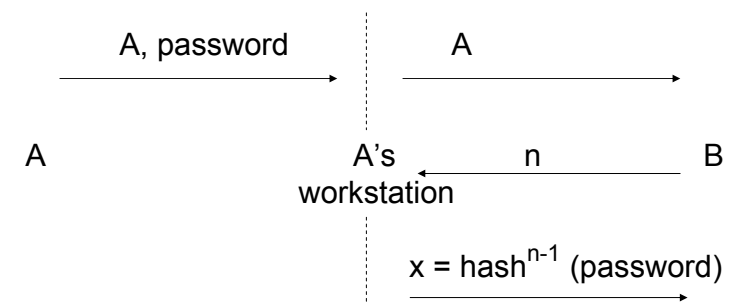 A, password
A
A
A's
workstation
n
B
x = hash^{n-1} (password)